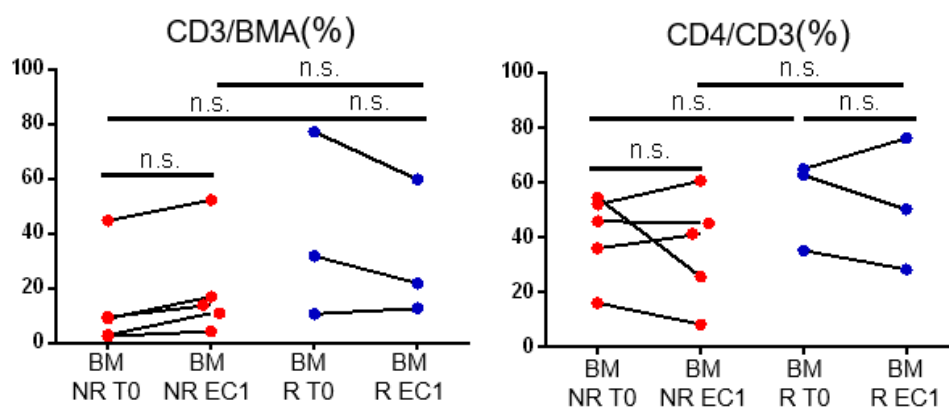 CD3/BMA(%)
n.s.
n.s.
n.s.
n.s.
100
80
60
40
20
0
BM
NR T0
BM
NR EC1
BM
R T0
BM
R EC1
CD4/CD3(%)
n.s.
n.s.
n.s.
n.s.
100
80
60
40
20
0
BM
NR T0
BM
NR EC1
BM
R T0
BM
R EC1